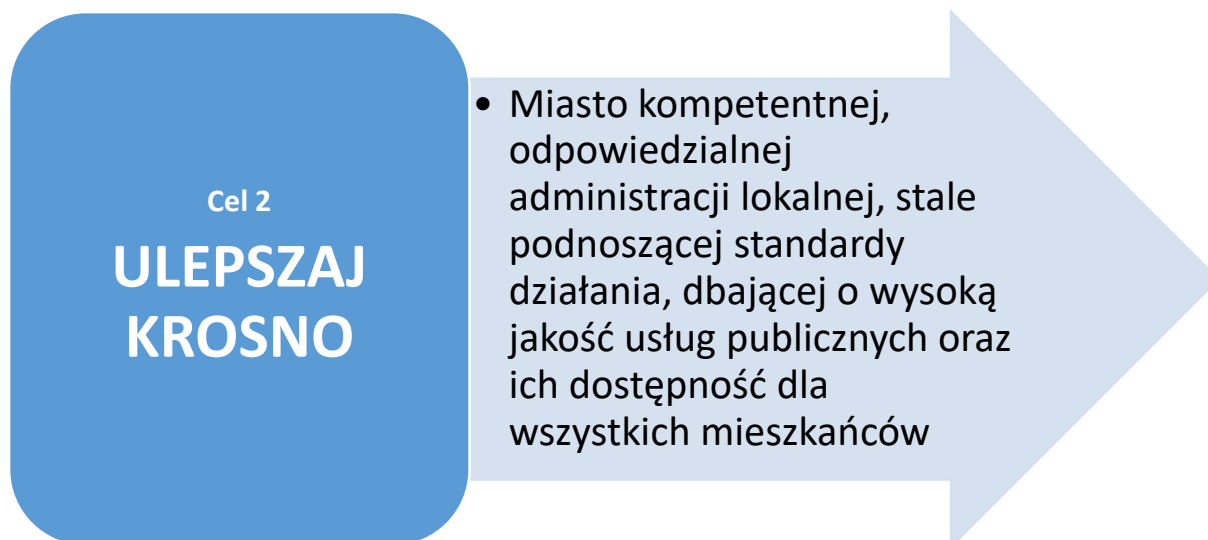 Cel 2
ULEPSZAJ
KROSNO
• Miasto kompetentnej,
odpowiedzialnej
administracji lokalnej, stale
podnoszącej standardy
działania, dbającej o wysoką
jakość usług publicznych oraz
ich dostępność dla
wszystkich mieszkańców